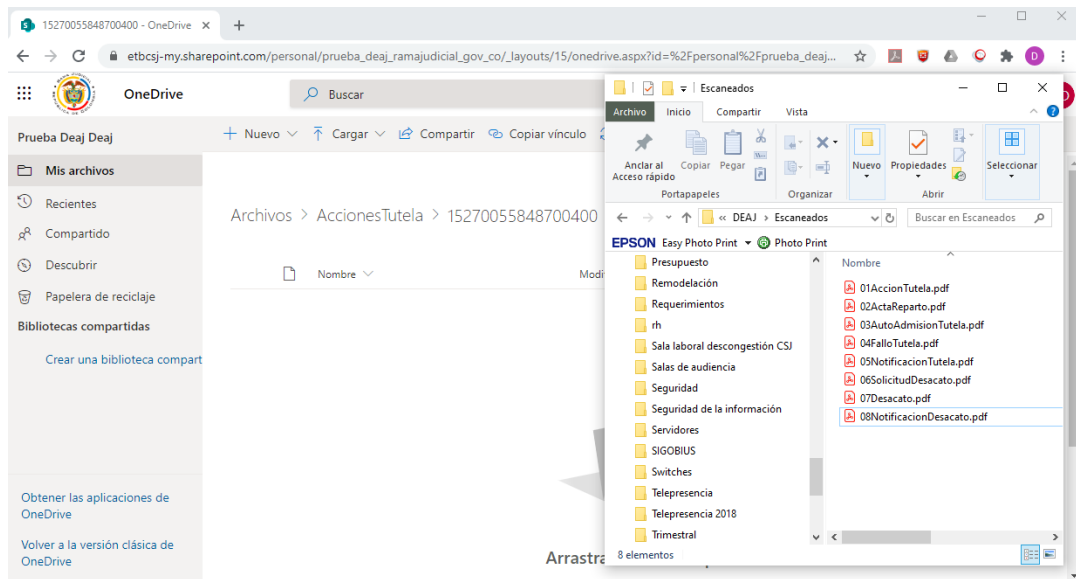 15270055848700400 - OneDrive
etbcsj-my.sharepoint.com/personal/prueba_deaj_ramajudicial_gov_co/_layouts/15/onedrive.aspx?id=%2Fpersonal%2Fprueba_deaj...
D
OneDrive
Buscar
Prueba Deaj Deaj
Nuevo
Cargar
Compartir
Copiar vínculo
Mis archivos
Recientes
Compartido
Descubrir
Papelera de reciclaje
Bibliotecas compartidas
Crear una biblioteca compart
Obtener las aplicaciones de
OneDrive
Volver a la versión clásica de
OneDrive
Archivos > AccionesTutela > 15270055848700400
Nombre
Modi
Arrastra
Escaneados
Archivo Inicio Compartir Vista
Anclar al
Acceso rápido
Copiar
Pegar
Nuevo
Propiedades
Seleccionar
Portapapeles
Organizar
Abrir
« DEAJ > Escaneados
Buscar en Escaneados
EPSON Easy Photo Print Photo Print
Presupuesto
Remodelación
Requerimientos
rh
Sala laboral descongestión CSJ
Salas de audiencia
Seguridad
Seguridad de la información
Servidores
SIGOBIUS
Switches
Telepresencia
Telepresencia 2018
Trimestral
Nombre
01AccionTutela.pdf
02ActaReparto.pdf
03AutoAdmisionTutela.pdf
04FalloTutela.pdf
05NotificacionTutela.pdf
06SolicitudDesacato.pdf
07Desacato.pdf
08NotificacionDesacato.pdf
8 elementos